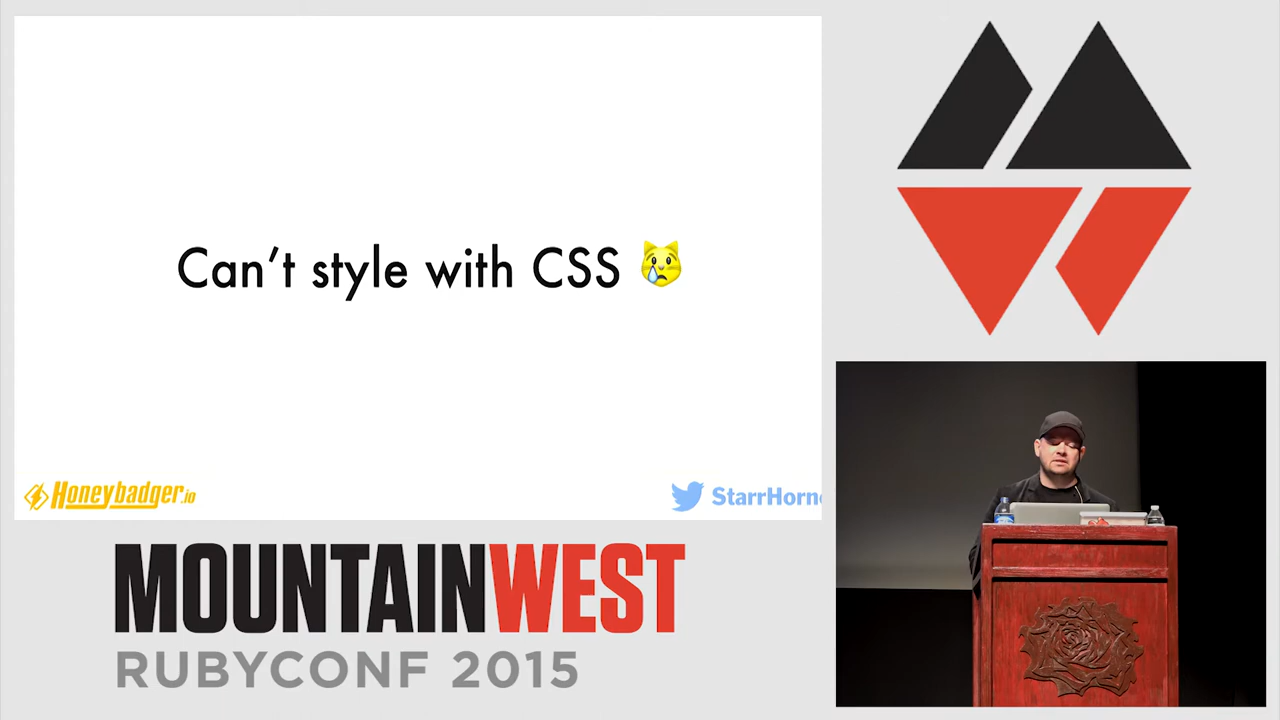 Can't style with CSS 😿
Honeybadger.io
StarrHorne
MOUNTAINWEST
RUBYCONF 2015